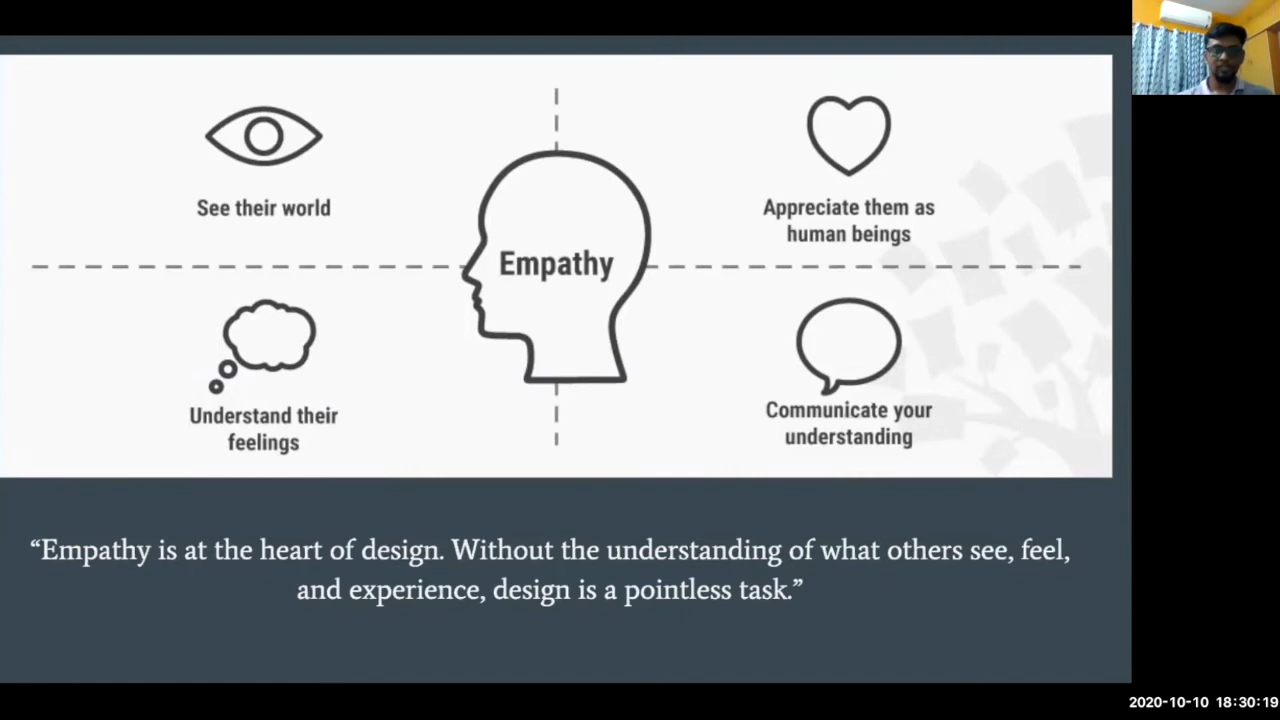 See their world
Appreciate them as
human beings
Empathy
Understand their
feelings
Communicate your
understanding
“Empathy is at the heart of design. Without the understanding of what others see, feel,
and experience, design is a pointless task.”
2020-10-10 18:30:19